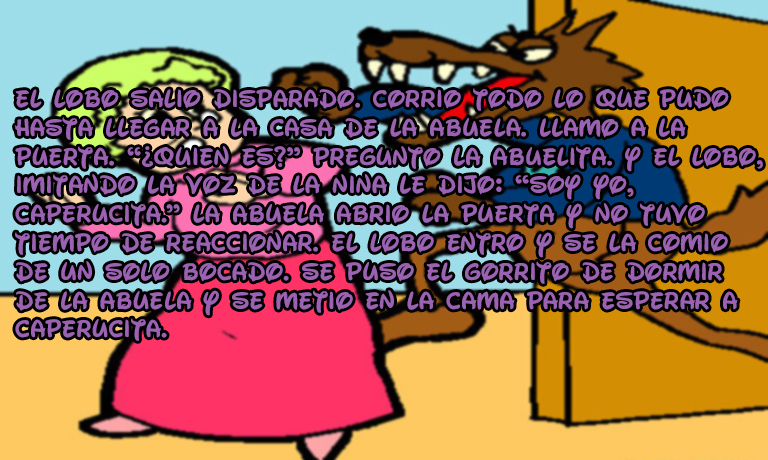 EL LOBO SALIO DISPARADO. CORRIO TODO LO QUE PUDO
HASTA LLEGAR A LA CASA DE LA ABUELA. LLAMO A LA
PUERTA. “¿QUIEN ES?” PREGUNTO LA ABUELITA. Y EL LOBO,
IMITANDO LA VOZ DE LA NINA LE DIJO: “SOY YO,
CAPERUCITA.” LA ABUELA ABRIO LA PUERTA Y NO TUVO
TIEMPO DE REACCIONAR. EL LOBO ENTRO Y SE LA COMIO
DE UN SOLO BOCADO. SE PUSO EL GORRITO DE DORMIR
DE LA ABUELA Y SE METIO EN LA CAMA PARA ESPERAR A
CAPERUCITA.